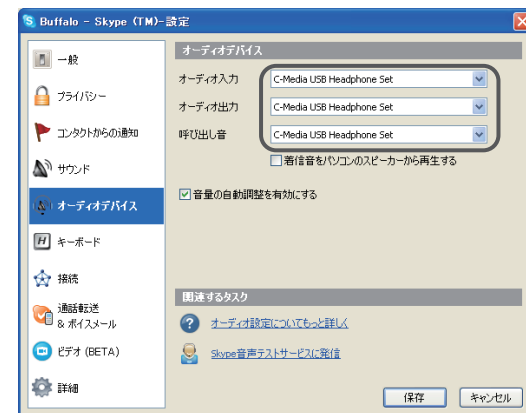 Buffalo - Skype (TM)-設定
一般
プライバシー
コンタクトからの通知
サウンド
オーディオデバイス
キーボード
接続
通話転送
& ボイスメール
ビデオ (BETA)
詳細
オーディオデバイス
オーディオ入力 C-Media USB Headphone Set
オーディオ出力 C-Media USB Headphone Set
呼び出し音 C-Media USB Headphone Set
着信音をパソコンのスピーカーから再生する
音量の自動調整を有効にする
関連するタスク
オーディオ設定についてもっと詳しく
Skype音声テストサービスに発信
保存 キャンセル